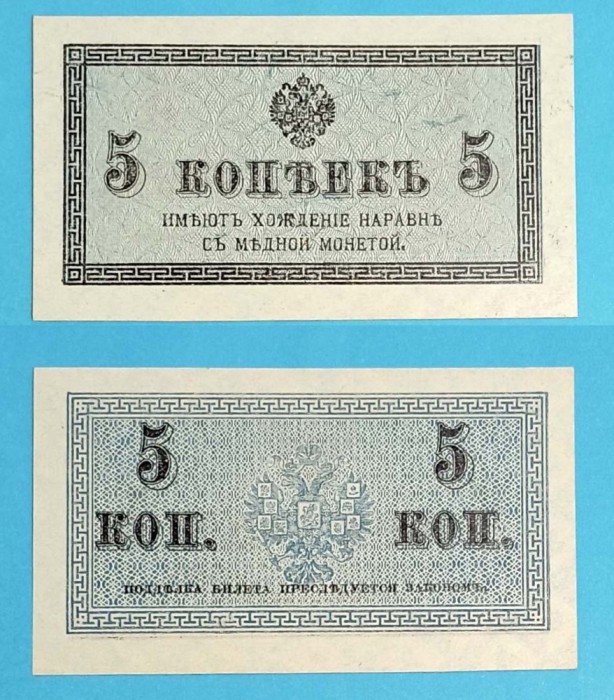 5 КОПѢЕКЪ 5
ИМѢЮТЪ ХОЖДЕНІЕ НАРАВНѢ
СЪ МѢДНОЙ МОНЕТОЙ.
5 5
КОП. КОП.
ПОДДѢЛКА БИЛЕТА ПРЕСЛѢДУЕТСЯ ЗАКОНОМЪ.